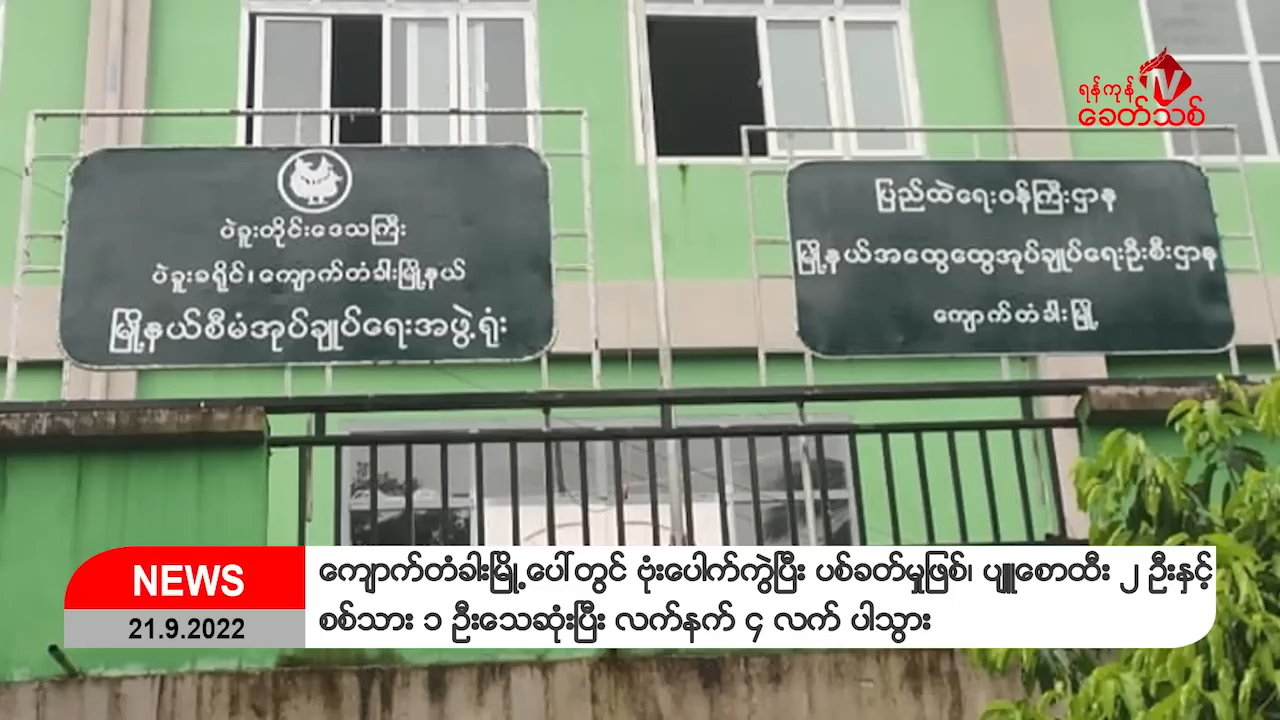 ရန်ကုန်
ခေတ်သစ်
ပဲခူးတိုင်းဒေသကြီး
ပဲခူးခရိုင်၊ကျောက်တံခါးမြို့နယ်
မြို့နယ်စီမံအုပ်ချုပ်ရေးအဖွဲ့ရုံး
ပြည်ထဲရေးဝန်ကြီးဌာန
မြို့နယ်အထွေထွေအုပ်ချုပ်ရေးဦးစီးဌာန
ကျောက်တံခါးမြို့
NEWS
21.9.2022
ကျောက်တံခါးမြို့ပေါ်တွင် ဗုံးပေါက်ကွဲပြီး ပစ်ခတ်မှုဖြစ်၊ ပျူစောထီး ၂ ဦးနှင့်
စစ်သား ၁ ဦးသေဆုံးပြီး လက်နက် ၄ လက် ပါသွား